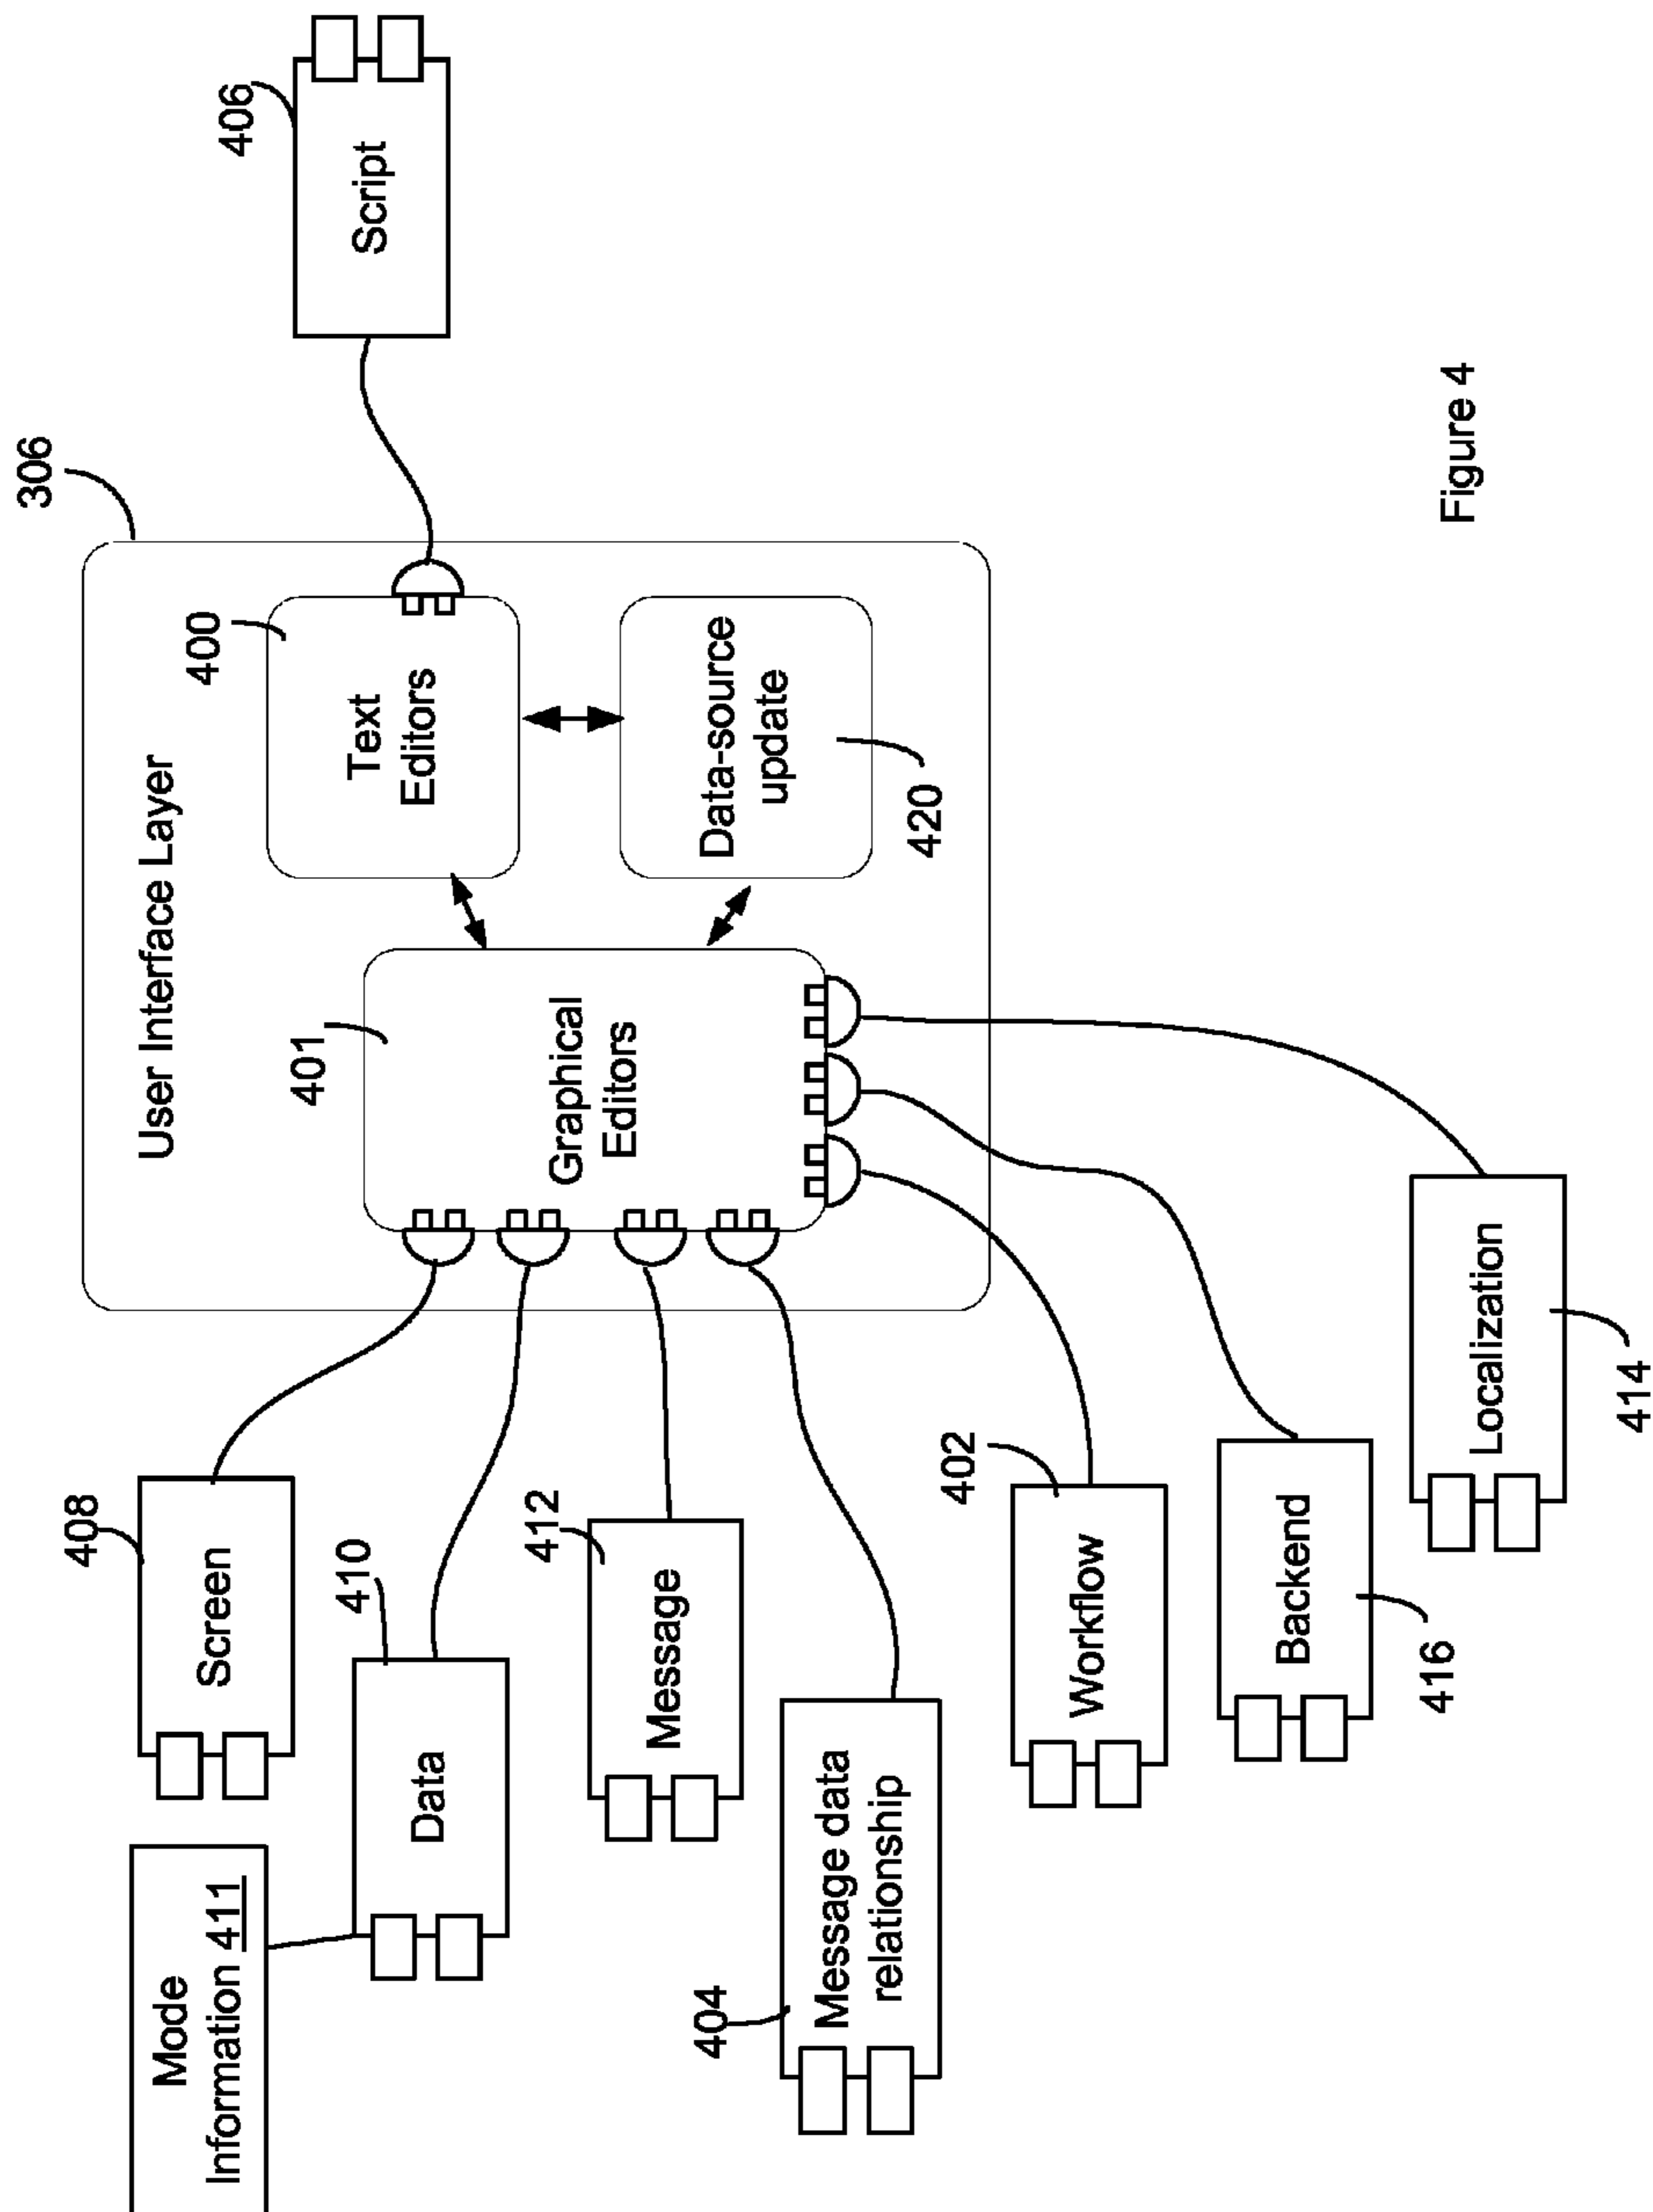 306
User Interface Layer
400
Text
Editors
406
Script
401
Graphical
Editors
Data-source
update
420
408
Screen
Mode
Information 411
410
Data
412
Message
404
Message data
relationship
402
Workflow
Backend
416
Localization
414
Figure 4